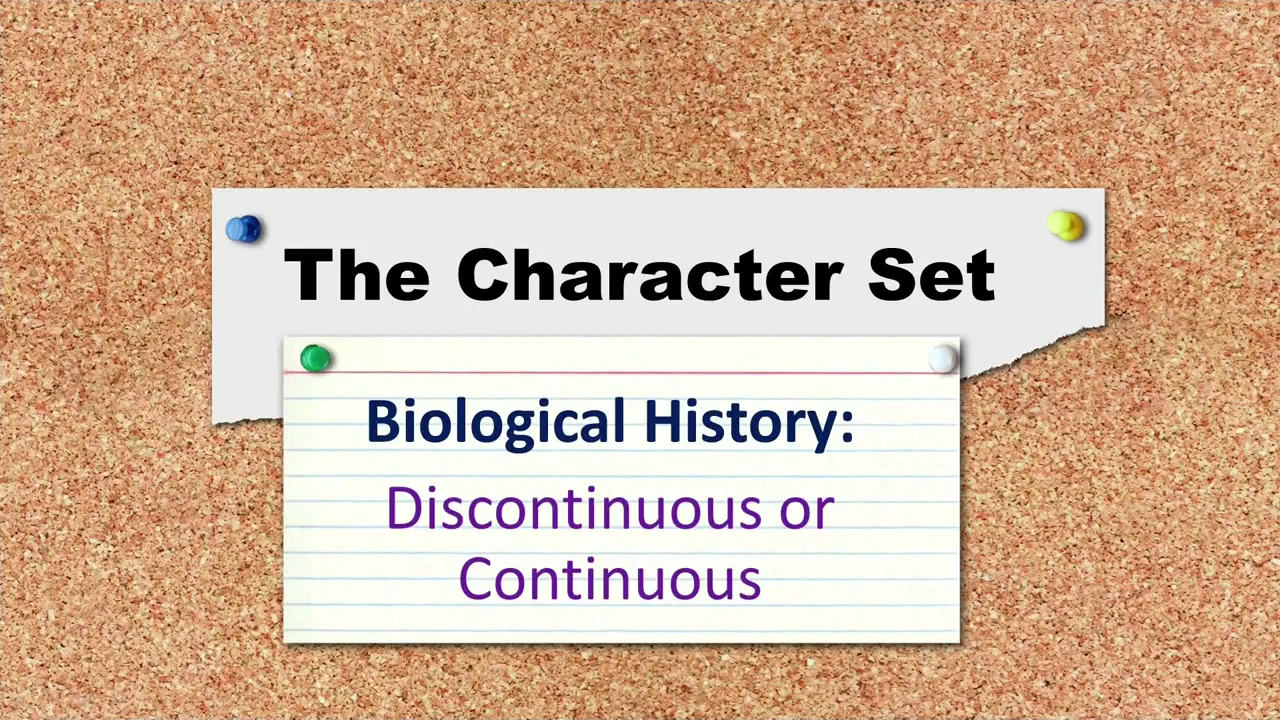 The Character Set
Biological History:
Discontinuous or
Continuous